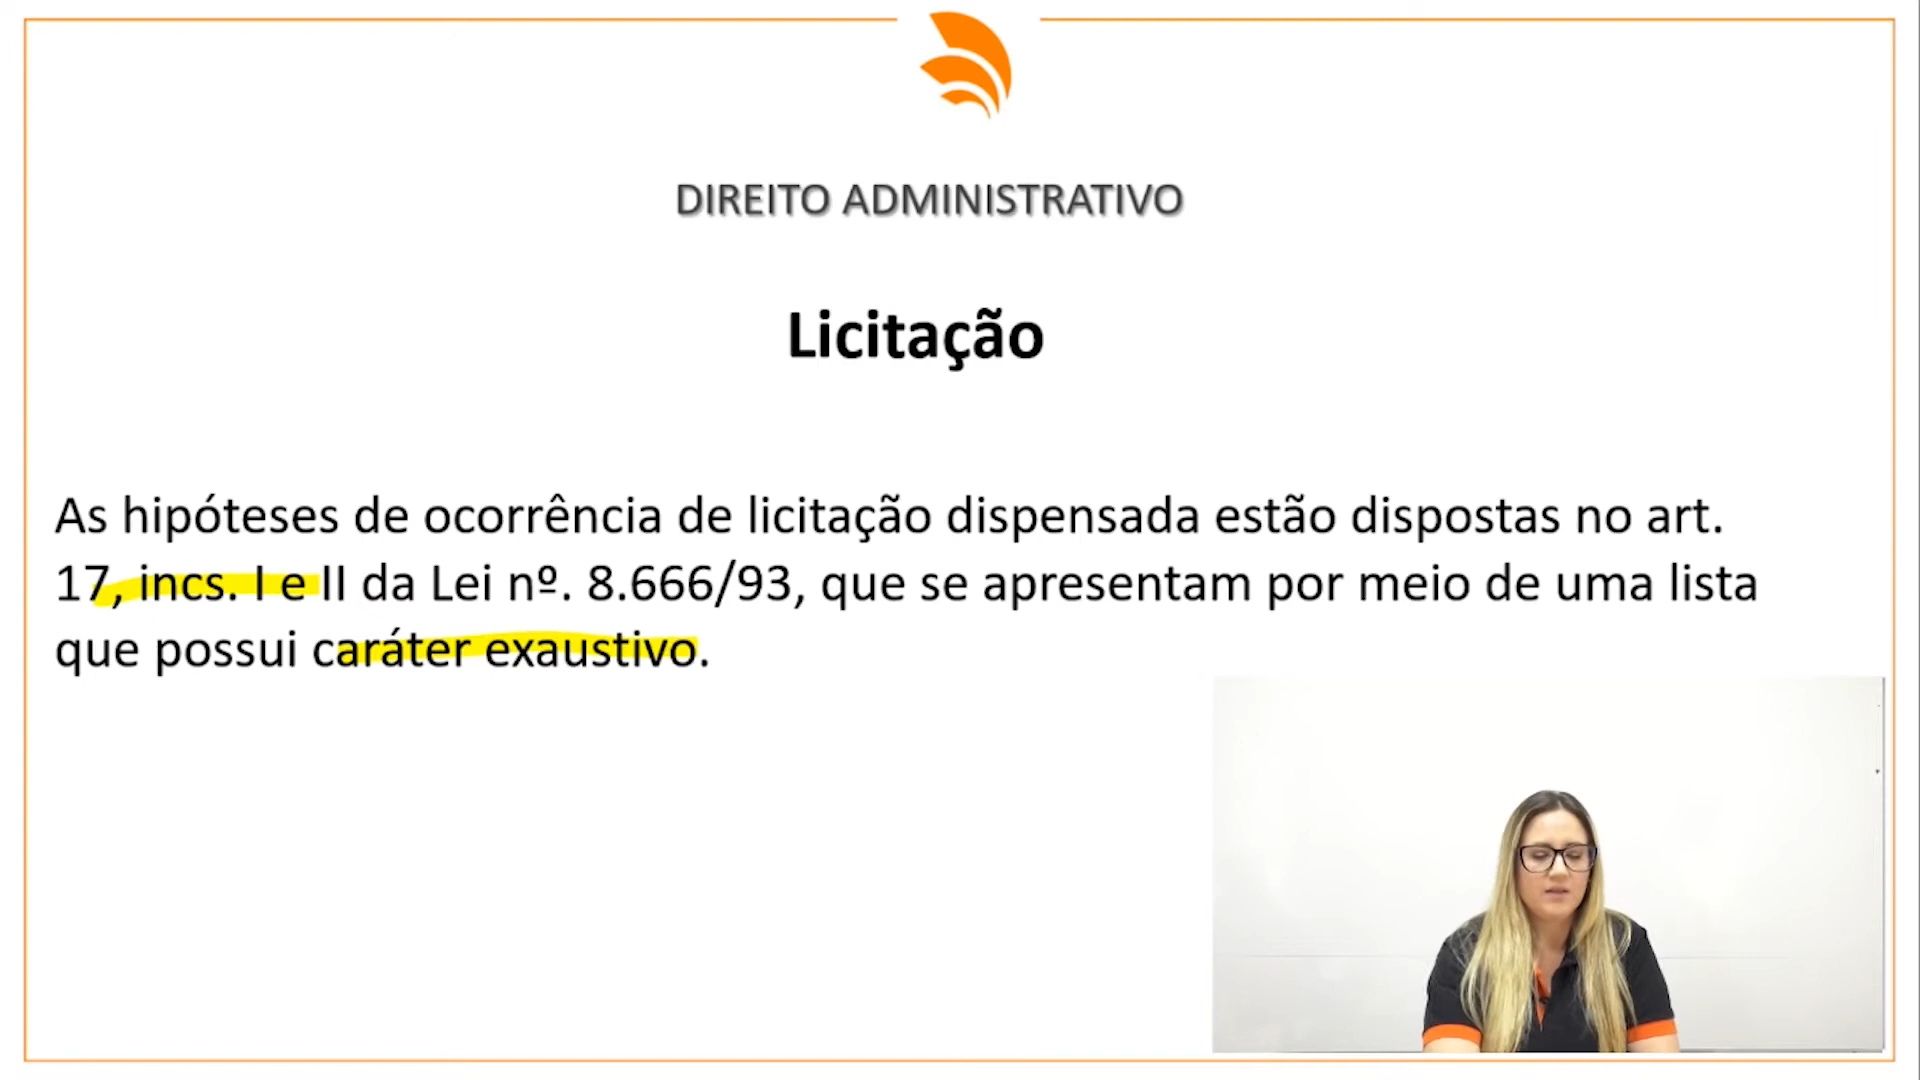 DIREITO ADMINISTRATIVO
Licitação
As hipóteses de ocorrência de licitação dispensada estão dispostas no art.
17, incs. I e II da Lei nº. 8.666/93, que se apresentam por meio de uma lista
que possui caráter exaustivo.